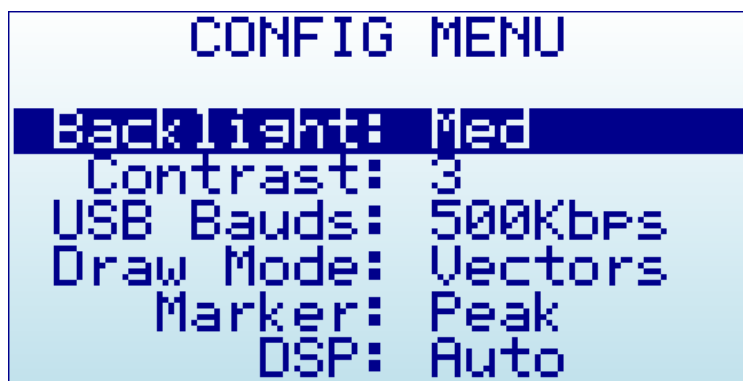 CONFIG MENU
Backlight: Med
Contrast: 3
USB Bauds: 500Kbps
Draw Mode: Vectors
Marker: Peak
DSP: Auto